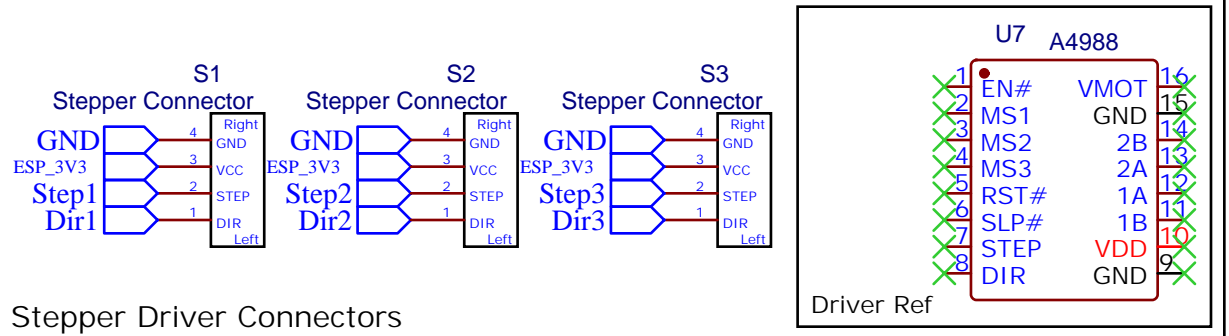 S1
Stepper Connector
Right
GND 4 GND
ESP_3V3 3 VCC
Step1 2 STEP
Dir1 1 DIR
Left
S2
Stepper Connector
Right
GND 4 GND
ESP_3V3 3 VCC
Step2 2 STEP
Dir2 1 DIR
Left
S3
Stepper Connector
Right
GND 4 GND
ESP_3V3 3 VCC
Step3 2 STEP
Dir3 1 DIR
Left
U7 A4988
1 EN# VMOT 16
2 MS1 GND 15
3 MS2 2B 14
4 MS3 2A 13
5 RST# 1A 12
6 SLP# 1B 11
7 STEP VDD 10
8 DIR GND 9
Driver Ref
Stepper Driver Connectors